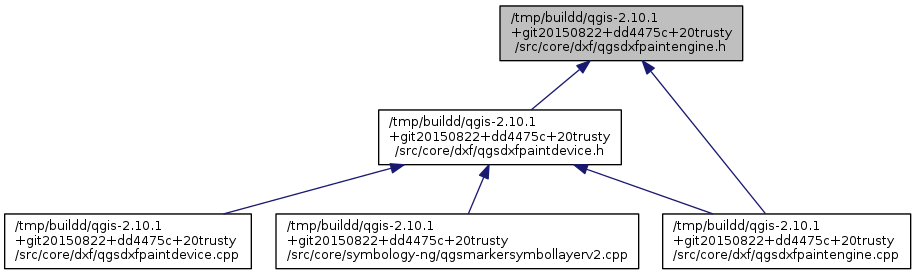 /tmp/buildd/qgis-2.10.1
+git20150822+dd4475c+20trusty
/src/core/dxf/qgsdxfpaintengine.h
/tmp/buildd/qgis-2.10.1
+git20150822+dd4475c+20trusty
/src/core/dxf/qgsdxfpaintdevice.h
/tmp/buildd/qgis-2.10.1
+git20150822+dd4475c+20trusty
/src/core/dxf/qgsdxfpaintdevice.cpp
/tmp/buildd/qgis-2.10.1
+git20150822+dd4475c+20trusty
/src/core/symbology-ng/qgsmarkersymbollayerv2.cpp
/tmp/buildd/qgis-2.10.1
+git20150822+dd4475c+20trusty
/src/core/dxf/qgsdxfpaintengine.cpp